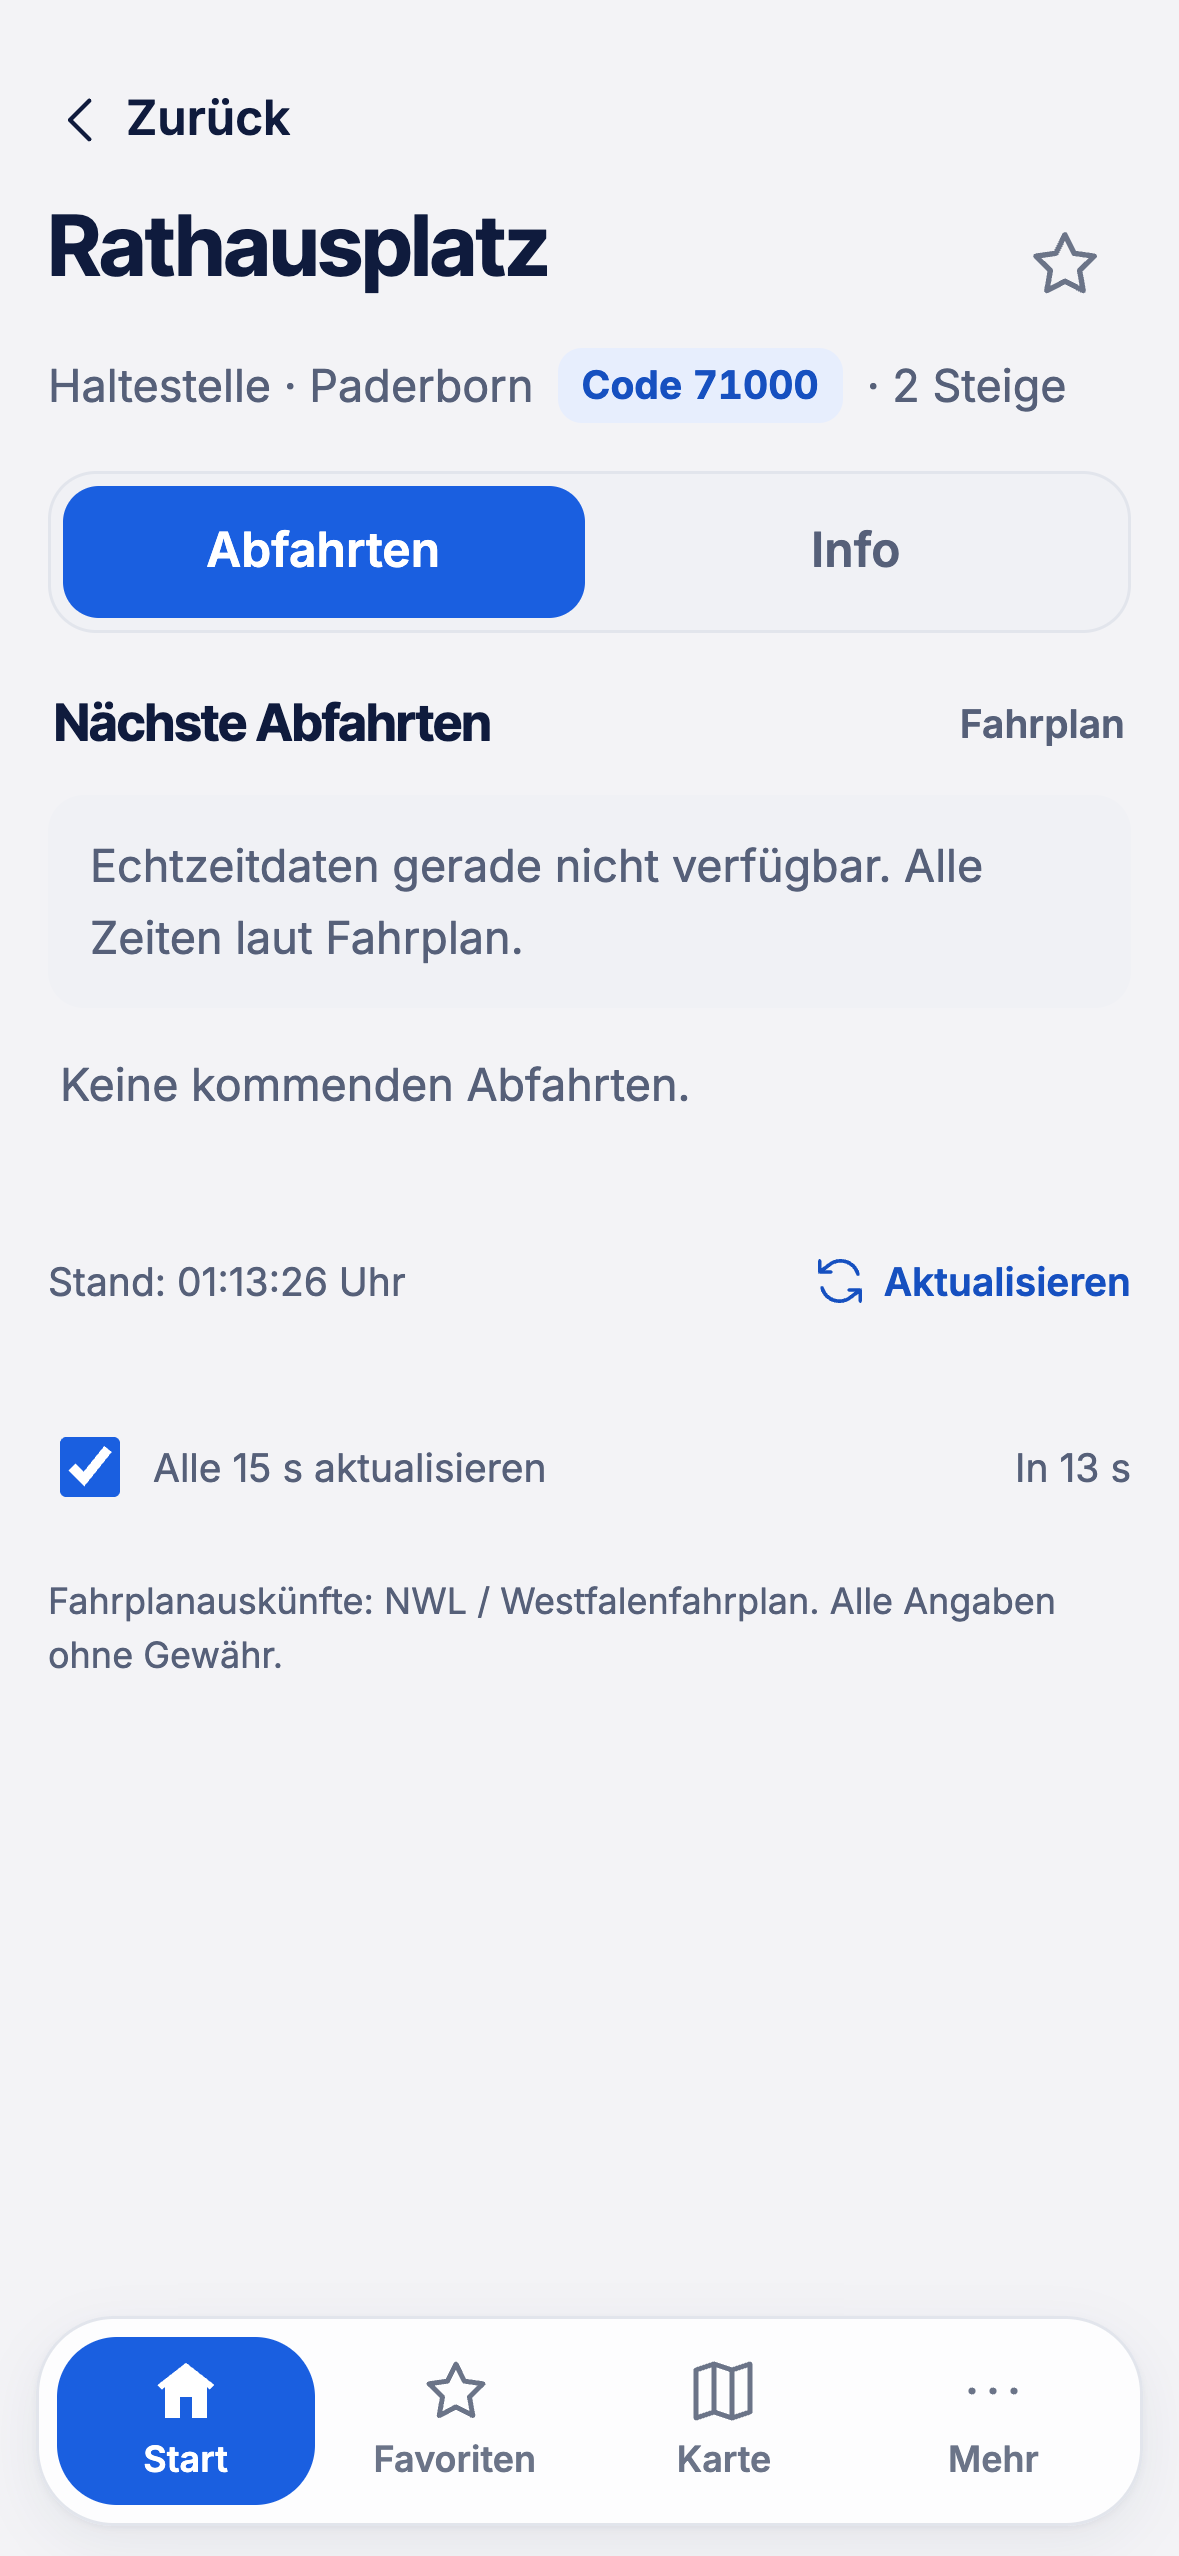 Zurück
Rathausplatz
Haltestelle · Paderborn Code 71000 · 2 Steige
Abfahrten Info
Nächste Abfahrten Fahrplan
Echtzeitdaten gerade nicht verfügbar. Alle
Zeiten laut Fahrplan.
Keine kommenden Abfahrten.
Stand: 01:13:26 Uhr Aktualisieren
Alle 15 s aktualisieren In 13 s
Fahrplanauskünfte: NWL / Westfalenfahrplan. Alle Angaben
ohne Gewähr.
Start Favoriten Karte Mehr